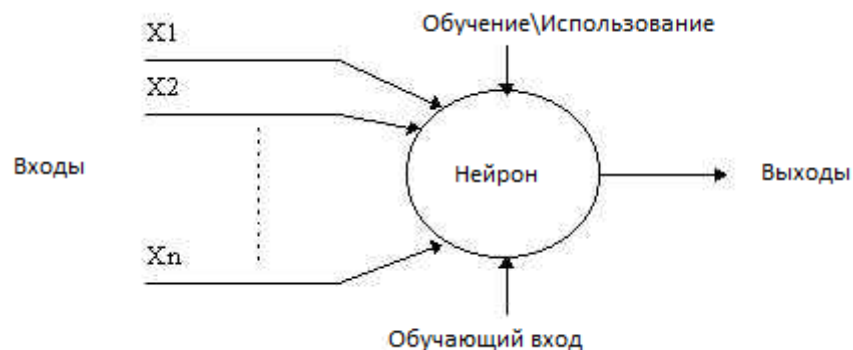 X1
Обучение\Использование
X2
Входы
Нейрон
Выходы
Xn
Обучающий вход